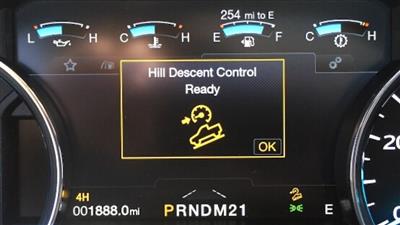 254 mi to E
L H C H E F C H
Hill Descent Control
Ready
OK
4H
001888.0mi PRNDM21 E
20